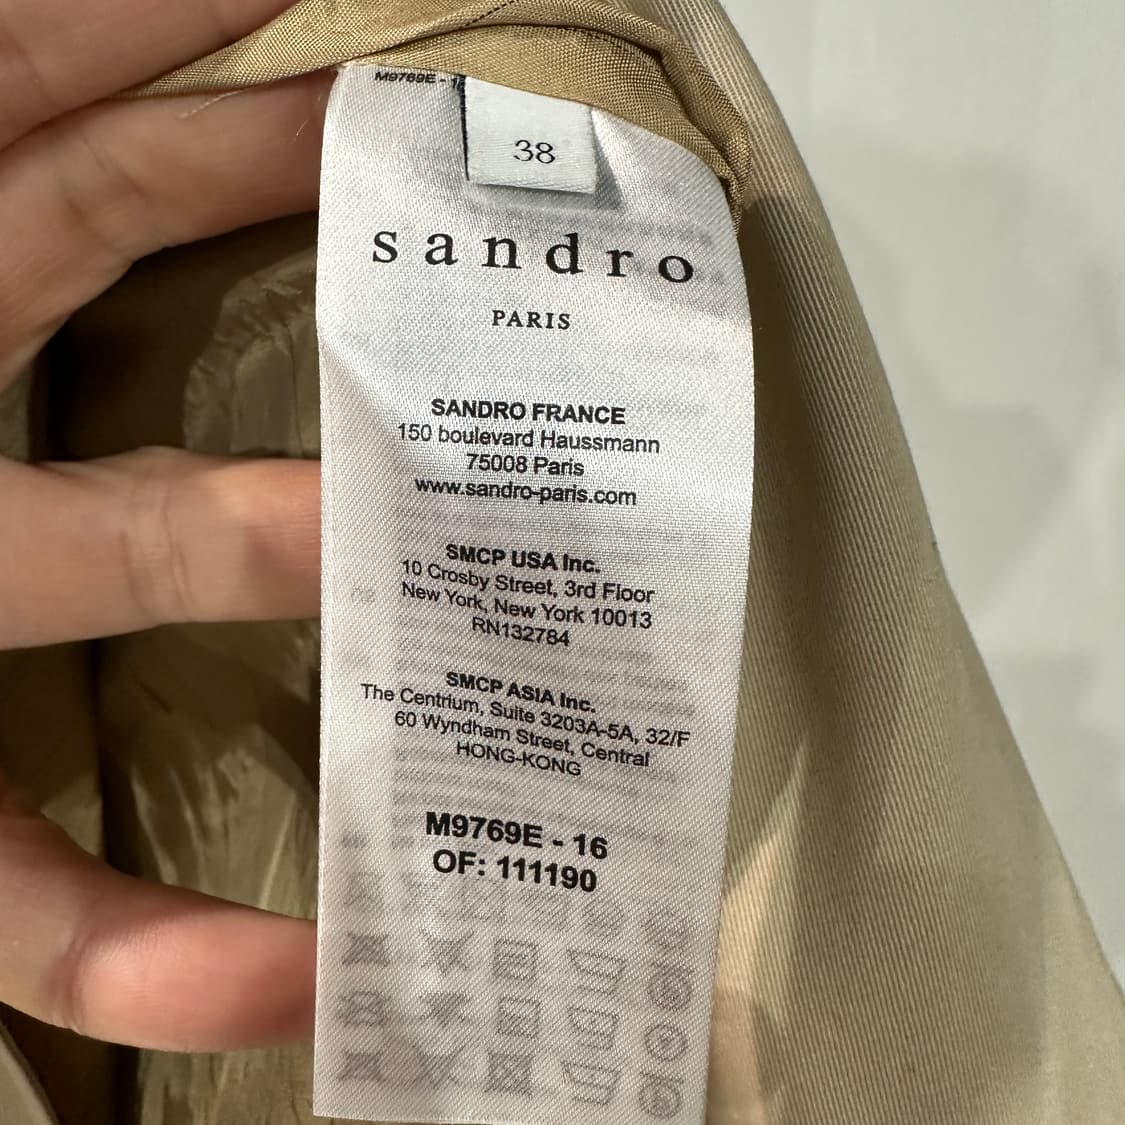 M9769E - 1
38
sandro
PARIS
SANDRO FRANCE
150 boulevard Haussmann
75008 Paris
www.sandro-paris.com
SMCP USA Inc.
10 Crosby Street, 3rd Floor
New York, New York 10013
RN132784
SMCP ASIA Inc.
The Centrium, Suite 3203A-5A, 32/F
60 Wyndham Street, Central
HONG-KONG
M9769E - 16
OF: 111190